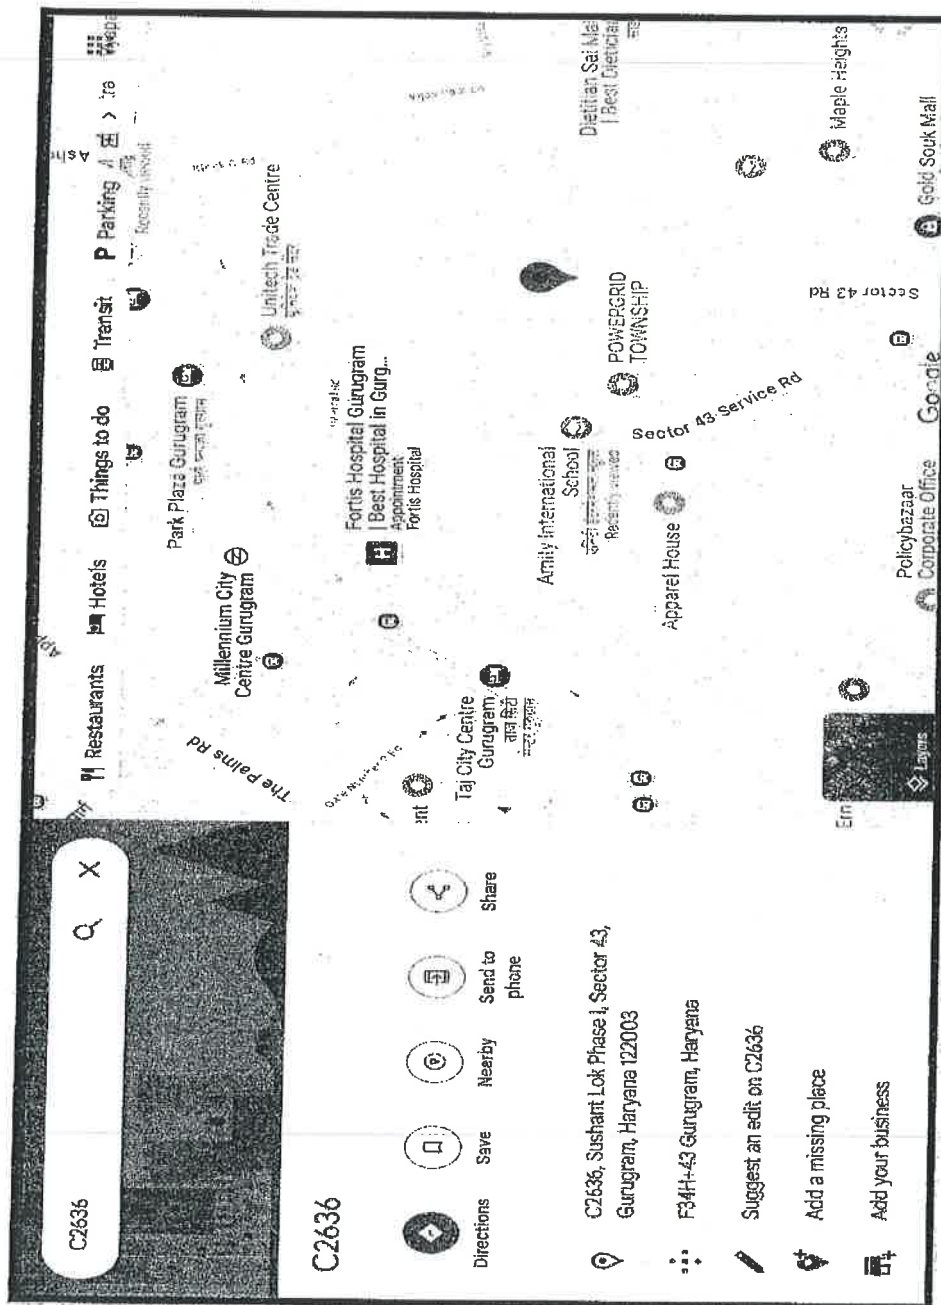 C2636
Restaurants
Hotels
Things to do
Transit
P Parking
C2636
Directions
Save
Nearby
Send to
phone
Share
C2636, Sushant Lok Phase I, Sector 43,
Gurugram, Haryana 122003
F34H+43 Gurugram, Haryana
Suggest an edit on C2636
Add a missing place
Add your business
The Palms Rd
Park Plaza Gurugram
Recently viewed
Unitech Trade Centre
Millennium City
Centre Gurugram
Fortis Hospital Gurugram
| Best Hospital in Gurg...
Appointment
Fortis Hospital
Taj City Centre
Gurugram
ताज सिटी
सेंटर गुरुग्राम
Amity International
School
Recently viewed
POWERGRID
TOWNSHIP
Sector 43 Service Rd
Apparel House
Dietitian Sai Ma
| Best Dietician
Maple Heights
Sector 43 Rd
Gold Souk Mall
Policybazaar
Corporate Office
Google
Layers